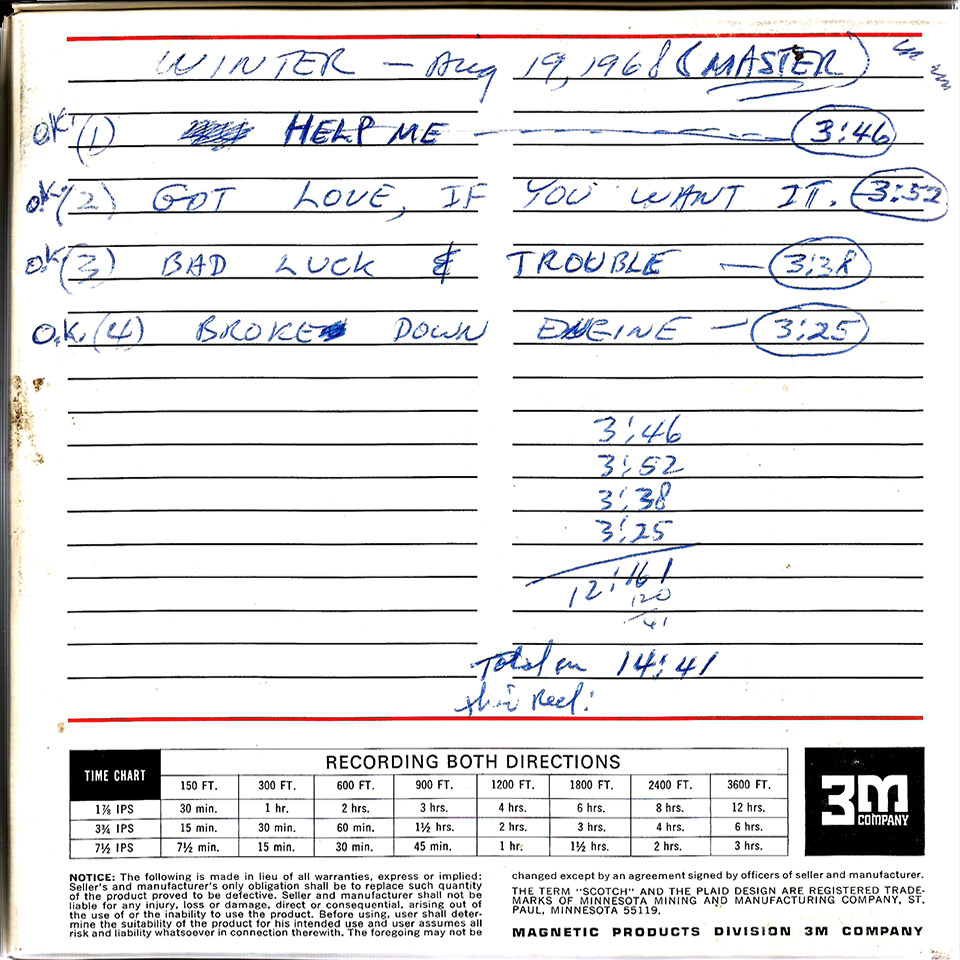 WINTER - Aug 19, 1968 (MASTER)
O.K. (1) HELP ME 3:46
O.K. (2) GOT LOVE, IF YOU WANT IT. 3:52
O.K. (3) BAD LUCK & TROUBLE - 3:38
O.K. (4) BROKE DOWN ENGINE - 3:25
3:46
3:52
3:38
3:25
12:161
120
41
Total on 14:41
this Reel:
RECORDING BOTH DIRECTIONS
TIME CHART 150 FT. 300 FT. 600 FT. 900 FT. 1200 FT. 1800 FT. 2400 FT. 3600 FT.
1⅞ IPS 30 min. 1 hr. 2 hrs. 3 hrs. 4 hrs. 6 hrs. 8 hrs. 12 hrs.
3¾ IPS 15 min. 30 min. 60 min. 1½ hrs. 2 hrs. 3 hrs. 4 hrs. 6 hrs.
7½ IPS 7½ min. 15 min. 30 min. 45 min. 1 hr. 1½ hrs. 2 hrs. 3 hrs.
3M
COMPANY
NOTICE: The following is made in lieu of all warranties, express or implied:
Seller's and manufacturer's only obligation shall be to replace such quantity
of the product proved to be defective. Seller and manufacturer shall not be
liable for any injury, loss or damage, direct or consequential, arising out of
the use of or the inability to use the product. Before using, user shall deter-
mine the suitability of the product for his intended use and user assumes all
risk and liability whatsoever in connection therewith. The foregoing may not be
changed except by an agreement signed by officers of seller and manufacturer.
THE TERM "SCOTCH" AND THE PLAID DESIGN ARE REGISTERED TRADE-
MARKS OF MINNESOTA MINING AND MANUFACTURING COMPANY, ST.
PAUL, MINNESOTA 55119.
MAGNETIC PRODUCTS DIVISION 3M COMPANY